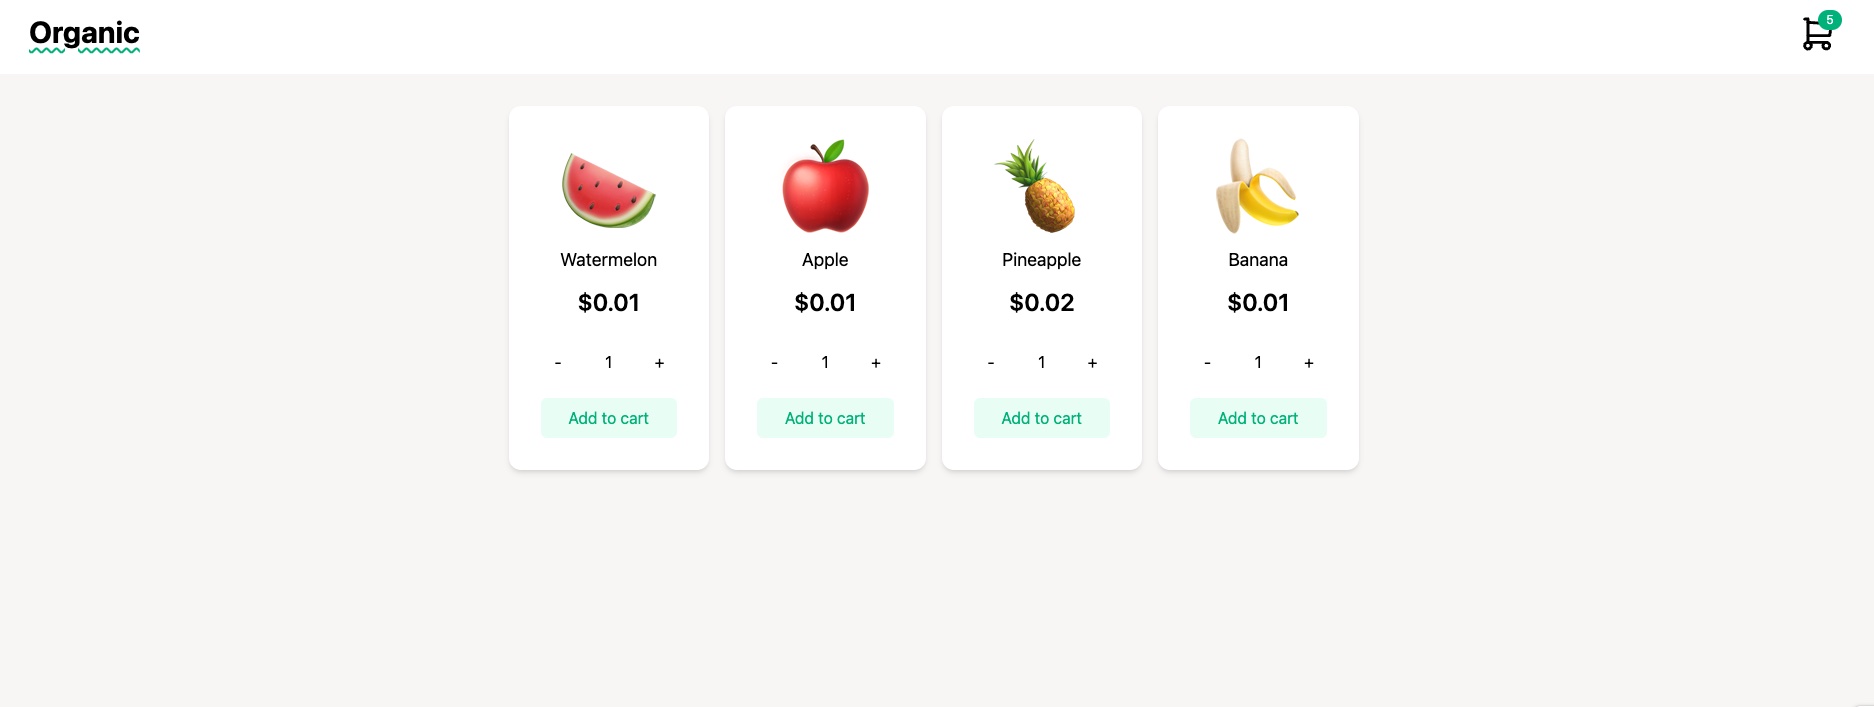 Organic
5
Watermelon
$0.01
- 1 +
Add to cart
Apple
$0.01
- 1 +
Add to cart
Pineapple
$0.02
- 1 +
Add to cart
Banana
$0.01
- 1 +
Add to cart